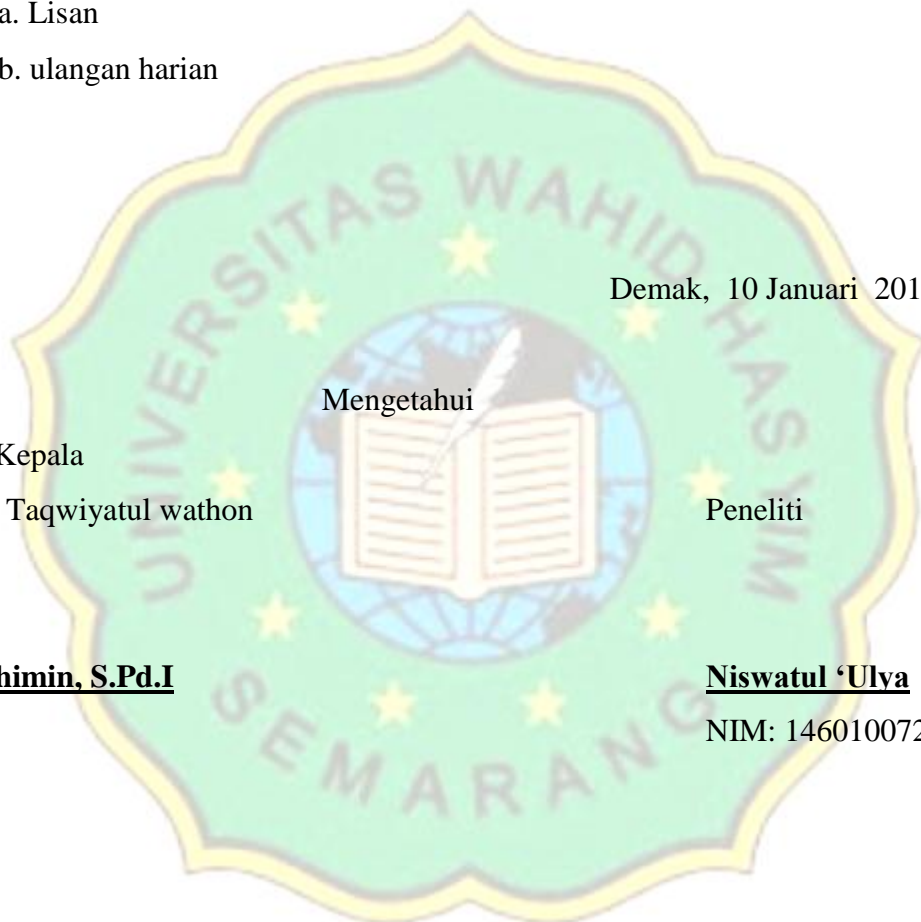 a. Lisan
b. ulangan harian
Demak, 10 Januari 201
Mengetahui
Kepala
Taqwiyatul wathon
Peneliti
himin, S.Pd.I
Niswatul ‘Ulya
NIM: 146010072
UNIVERSITAS WAHID HASYIM
SEMARANG